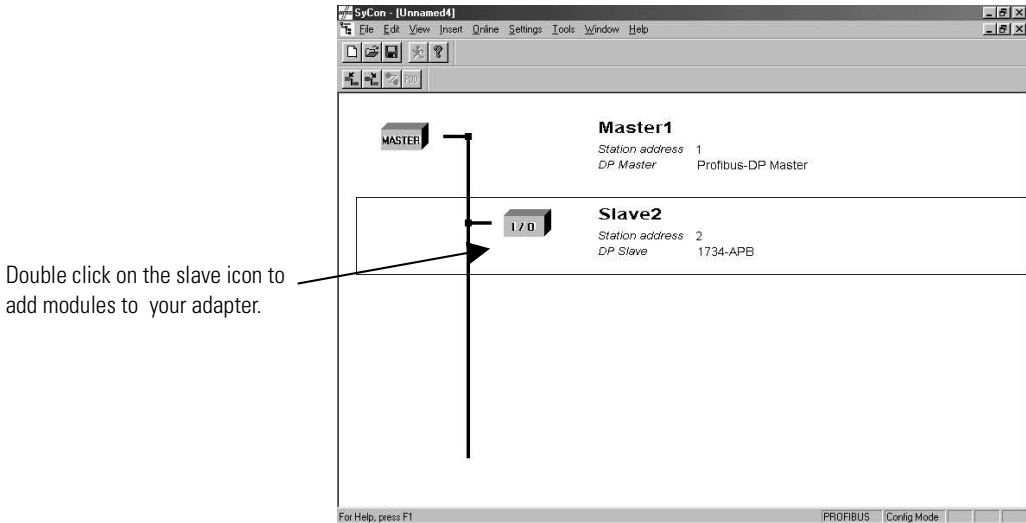 SyCon - [Unnamed4]
File Edit View Insert Online Settings Tools Window Help
PDO
MASTER
Master1
Station address 1
DP Master Profibus-DP Master
I/O
Slave2
Station address 2
DP Slave 1734-APB
Double click on the slave icon to
add modules to your adapter.
For Help, press F1
PROFIBUS Config Mode